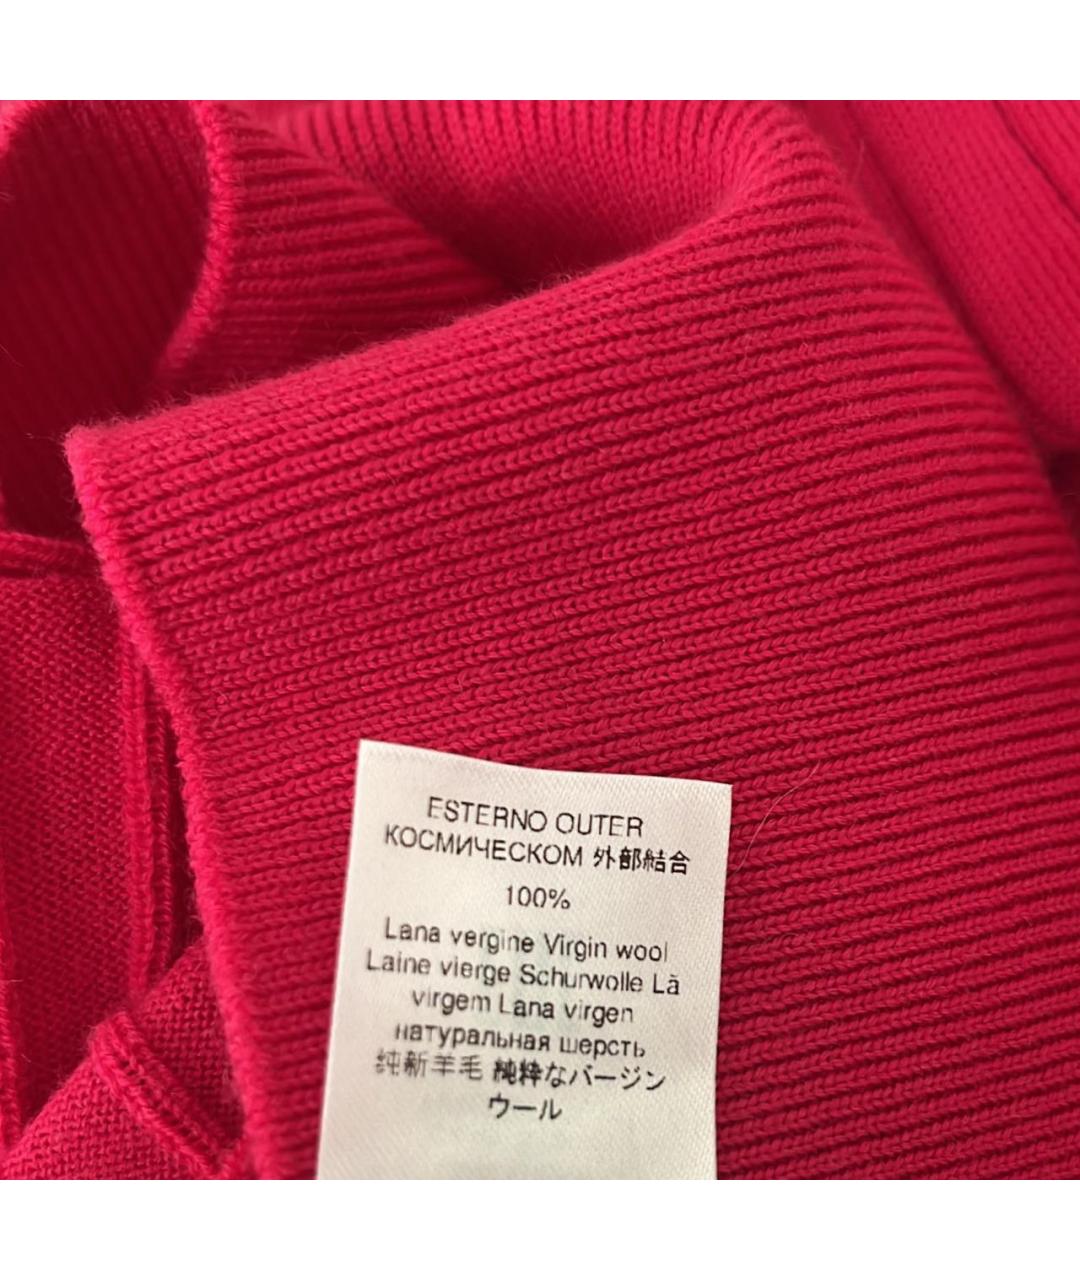 ESTERNO OUTER
КОСМИЧЕСКОМ 外部結合
100%
Lana vergine Virgin wool
Laine vierge Schurwolle Lã
virgem Lana virgen
натуральная шерсть
纯新羊毛 純粋なバージン
ウール